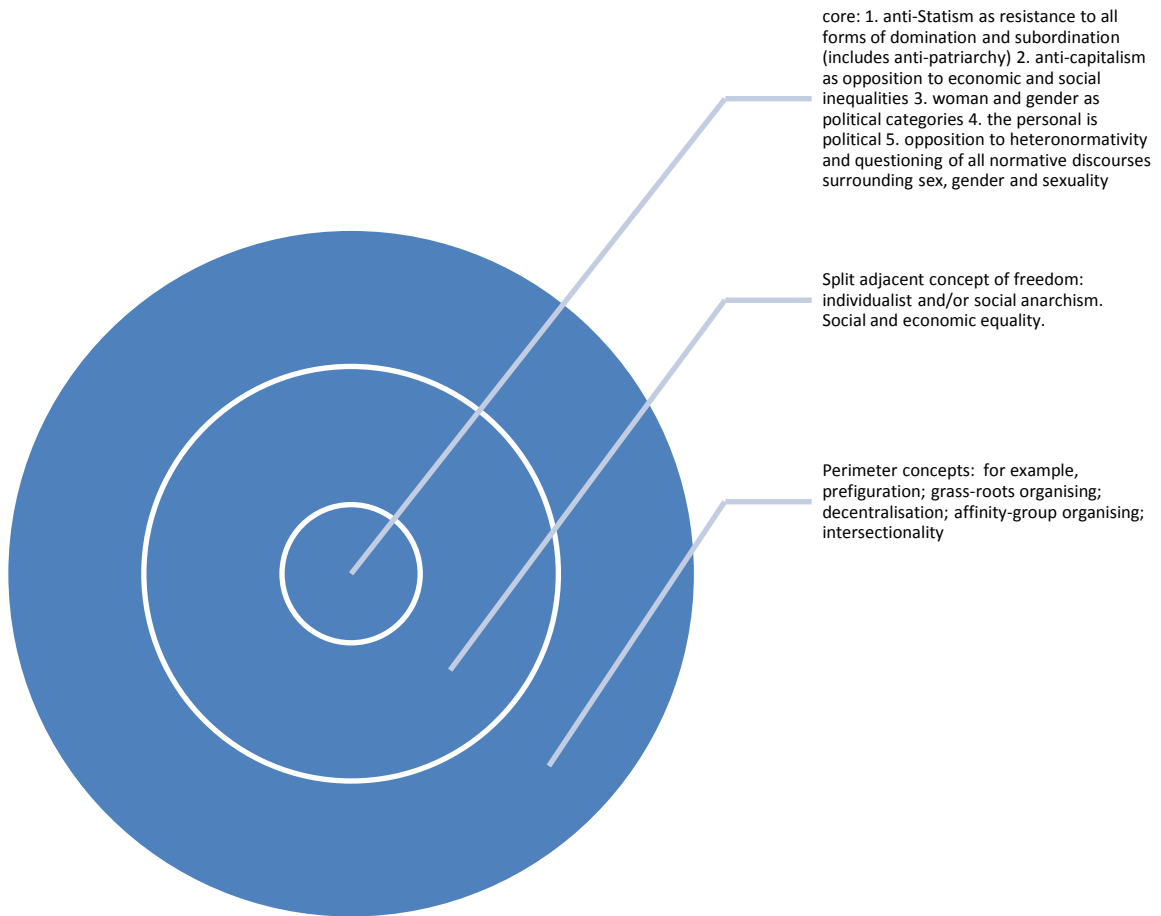 core: 1. anti-Statism as resistance to all
forms of domination and subordination
(includes anti-patriarchy) 2. anti-capitalism
as opposition to economic and social
inequalities 3. woman and gender as
political categories 4. the personal is
political 5. opposition to heteronormativity
and questioning of all normative discourses
surrounding sex, gender and sexuality
Split adjacent concept of freedom:
individualist and/or social anarchism.
Social and economic equality.
Perimeter concepts:  for example,
prefiguration; grass-roots organising;
decentralisation; affinity-group organising;
intersectionality